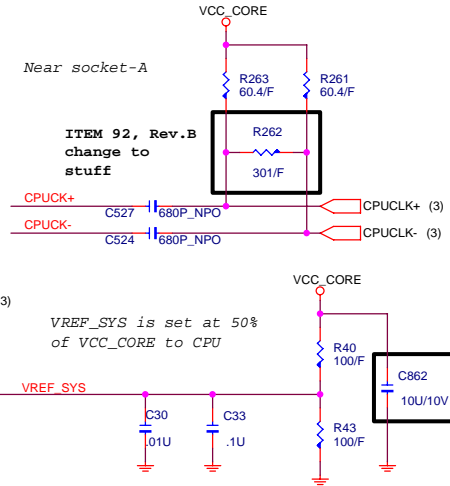 VCC_CORE
Near socket-A
R263
60.4/F
R261
60.4/F
ITEM 92, Rev.B
change to
stuff
R262
301/F
CPUCK+
C527
680P_NPO
CPUCLK+ (3)
CPUCK-
C524
680P_NPO
CPUCLK- (3)
VCC_CORE
3)
VREF_SYS is set at 50%
of VCC_CORE to CPU
R40
100/F
C862
10U/10V
VREF_SYS
C30
.01U
C33
.1U
R43
100/F